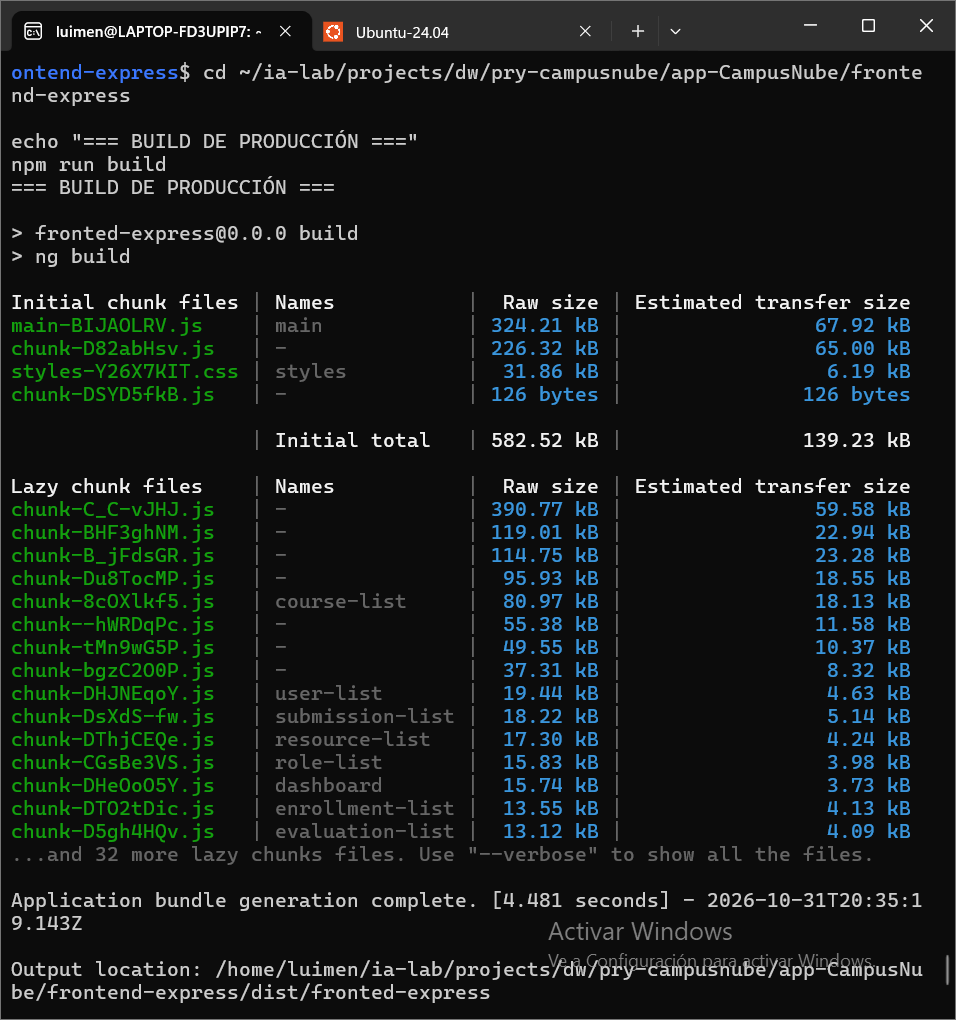 luimen@LAPTOP-FD3UPIP7: ~
Ubuntu-24.04
ontend-express$ cd ~/ia-lab/projects/dw/pry-campusnube/app-CampusNube/fronte
nd-express
echo "=== BUILD DE PRODUCCIÓN ==="
npm run build
=== BUILD DE PRODUCCIÓN ===
> fronted-express@0.0.0 build
> ng build
Initial chunk files | Names | Raw size | Estimated transfer size
main-BIJAOLRV.js | main | 324.21 kB | 67.92 kB
chunk-D82abHsv.js | - | 226.32 kB | 65.00 kB
styles-Y26X7KIT.css | styles | 31.86 kB | 6.19 kB
chunk-DSYD5fkB.js | - | 126 bytes | 126 bytes
| Initial total | 582.52 kB | 139.23 kB
Lazy chunk files | Names | Raw size | Estimated transfer size
chunk-C_C-vJHJ.js | - | 390.77 kB | 59.58 kB
chunk-BHF3ghNM.js | - | 119.01 kB | 22.94 kB
chunk-B_jFdsGR.js | - | 114.75 kB | 23.28 kB
chunk-Du8TocMP.js | - | 95.93 kB | 18.55 kB
chunk-8cOXlkf5.js | course-list | 80.97 kB | 18.13 kB
chunk--hWRDqPc.js | - | 55.38 kB | 11.58 kB
chunk-tMn9wG5P.js | - | 49.55 kB | 10.37 kB
chunk-bgzC2O0P.js | - | 37.31 kB | 8.32 kB
chunk-DHJNEqoY.js | user-list | 19.44 kB | 4.63 kB
chunk-DsXdS-fw.js | submission-list | 18.22 kB | 5.14 kB
chunk-DThjCEQe.js | resource-list | 17.30 kB | 4.24 kB
chunk-CGsBe3VS.js | role-list | 15.83 kB | 3.98 kB
chunk-DHeOoO5Y.js | dashboard | 15.74 kB | 3.73 kB
chunk-DTO2tDic.js | enrollment-list | 13.55 kB | 4.13 kB
chunk-D5gh4HQv.js | evaluation-list | 13.12 kB | 4.09 kB
...and 32 more lazy chunks files. Use "--verbose" to show all the files.
Application bundle generation complete. [4.481 seconds] - 2026-10-31T20:35:1
9.143Z
Activar Windows
Ve a Configuración para activar Windows.
Output location: /home/luimen/ia-lab/projects/dw/pry-campusnube/app-CampusNu
be/frontend-express/dist/fronted-express